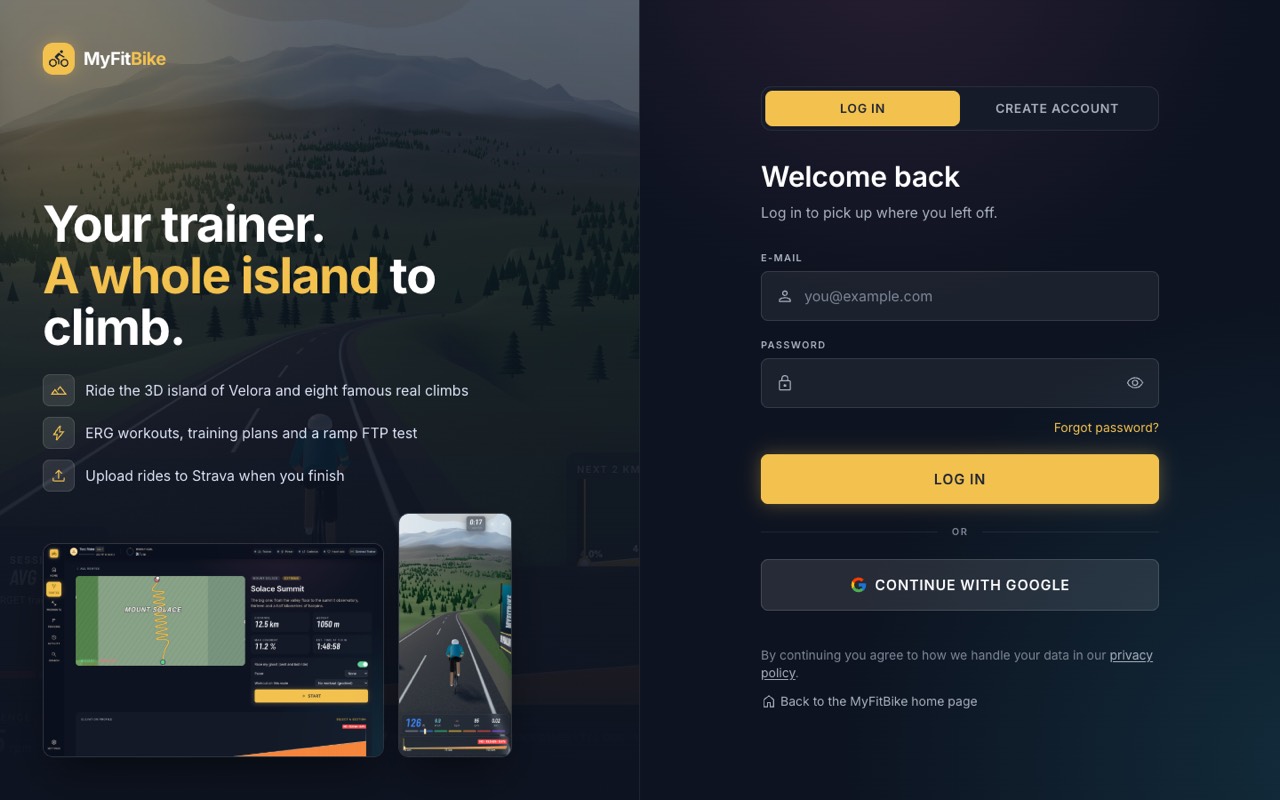 MyFitBike
Your trainer.
A whole island to
climb.
Ride the 3D island of Velora and eight famous real climbs
ERG workouts, training plans and a ramp FTP test
Upload rides to Strava when you finish
NEXT 2 KM
0:17
MOUNT SOLACE
Solace Summit
12.5 km
1050 m
11.2 %
1:48:58
START
126
LOG IN
CREATE ACCOUNT
Welcome back
Log in to pick up where you left off.
E-MAIL
you@example.com
PASSWORD
Forgot password?
LOG IN
OR
CONTINUE WITH GOOGLE
By continuing you agree to how we handle your data in our privacy
policy.
Back to the MyFitBike home page